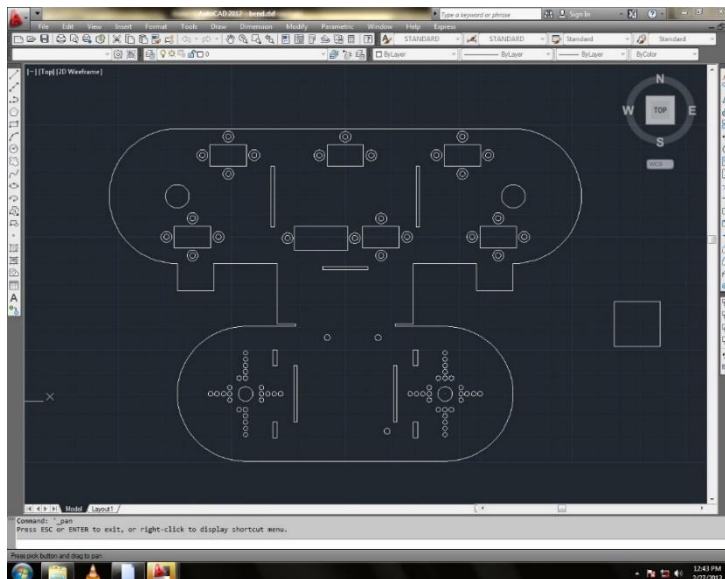 AutoCAD 2012 - bend.dxf
Type a keyword or phrase
Sign In
File Edit View Insert Format Tools Draw Dimension Modify Parametric Window Help Express
STANDARD STANDARD Standard Standard
0 ByLayer ByLayer ByLayer ByColor
[−] [Top] [2D Wireframe]
N
W TOP E
S
WCS
A
X
Model Layout1
Command: '_pan
Press ESC or ENTER to exit, or right-click to display shortcut menu.
Press pick button and drag to pan.
12:43 PM